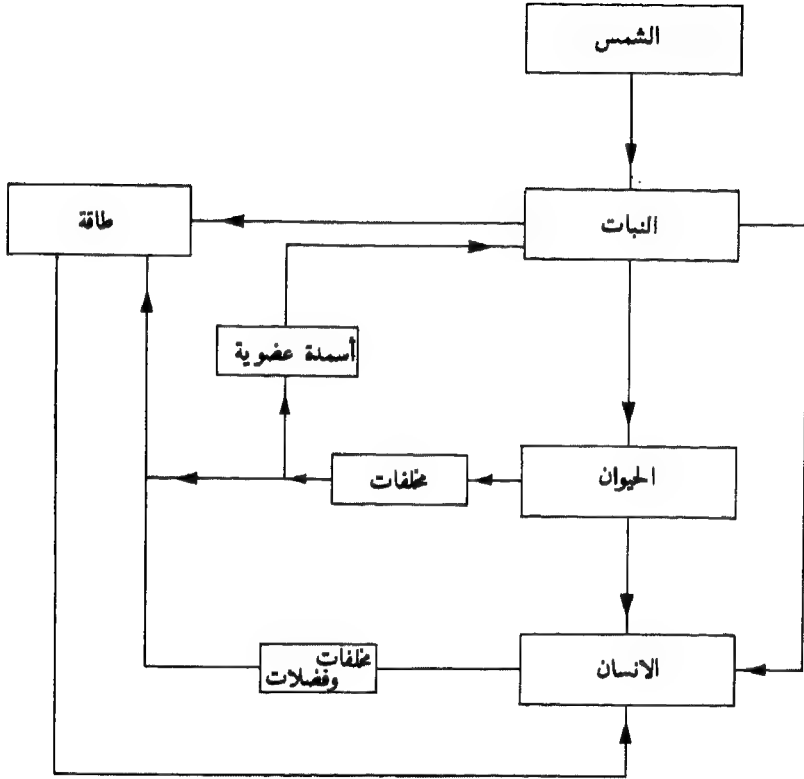 الشمس
النبات
طاقة
أسمدة عضوية
الحيوان
مخلفات
الانسان
مخلفات
وفضلات